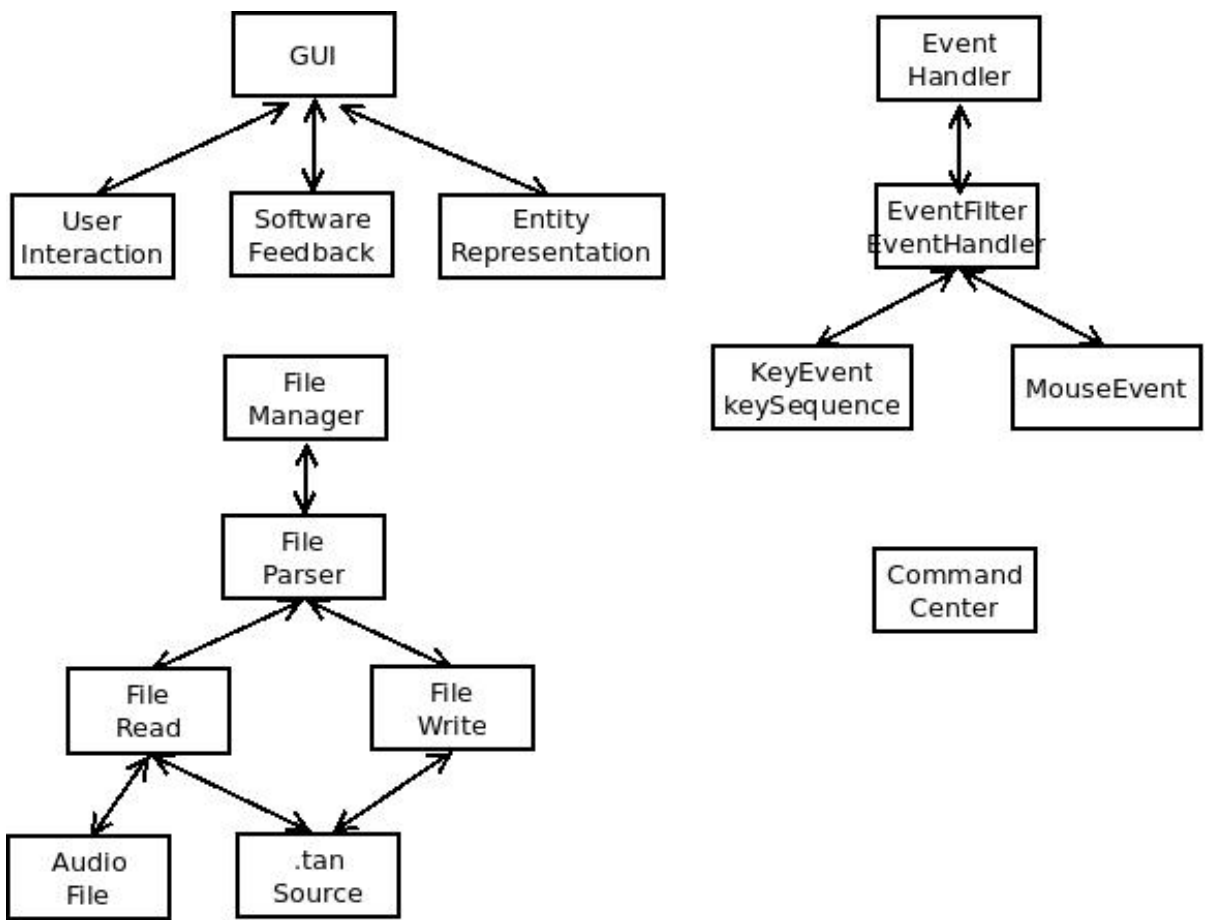 GUI
User
Interaction
Software
Feedback
Entity
Representation
Event
Handler
EventFilter
EventHandler
KeyEvent
keySequence
MouseEvent
File
Manager
File
Parser
File
Read
File
Write
Audio
File
.tan
Source
Command
Center